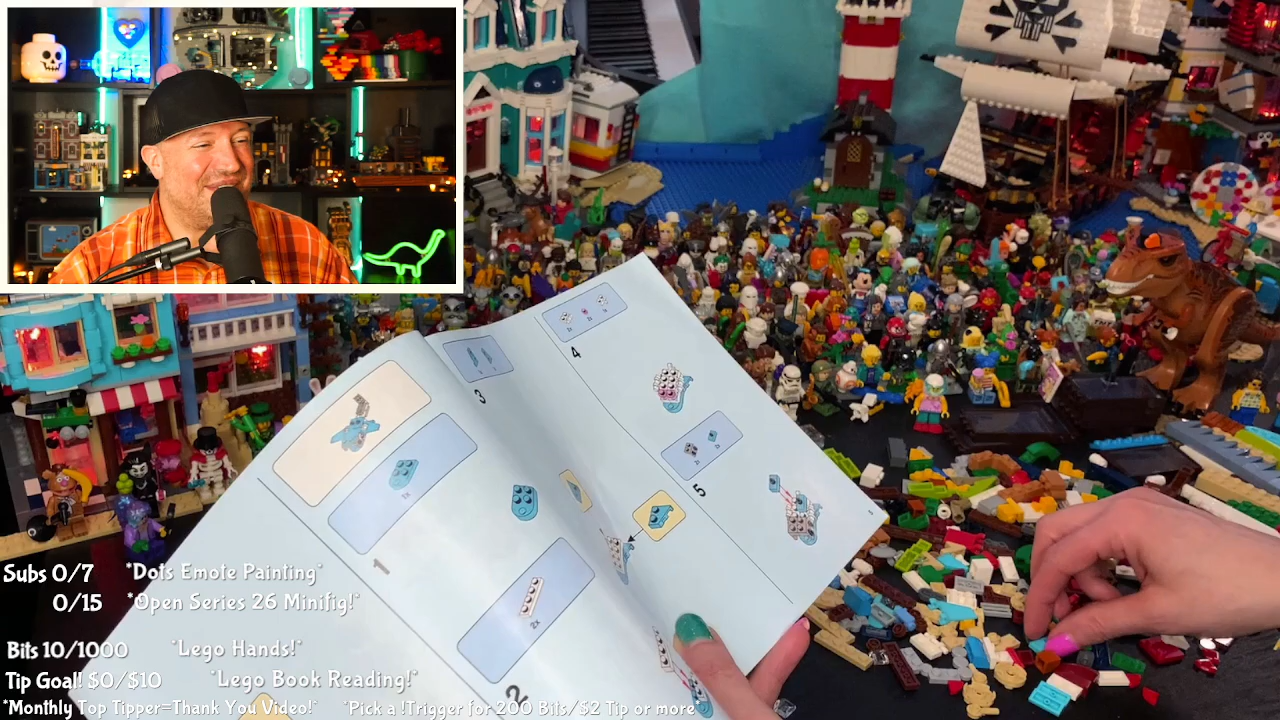 Subs 0/7 *Dots Emote Painting*
0/15 *Open Series 26 Minifig!*
Bits 10/1000 *Lego Hands!*
Tip Goal! $0/$10 *Lego Book Reading!*
*Monthly Top Tipper=Thank You Video!* *Pick a !Trigger for 200 Bits/$2 Tip or more*
1
2
3
4
5